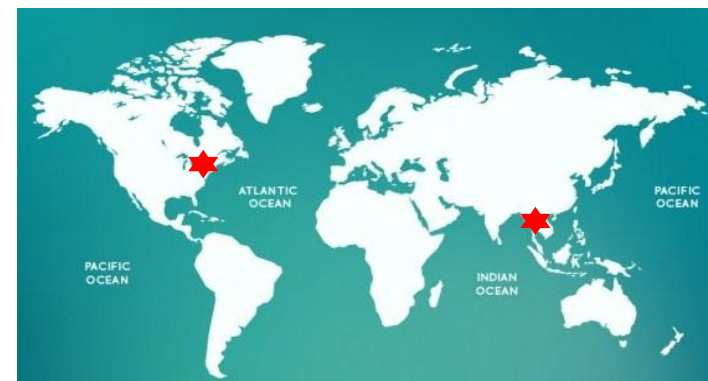 ATLANTIC
OCEAN
PACIFIC
OCEAN
PACIFIC
OCEAN
INDIAN
OCEAN